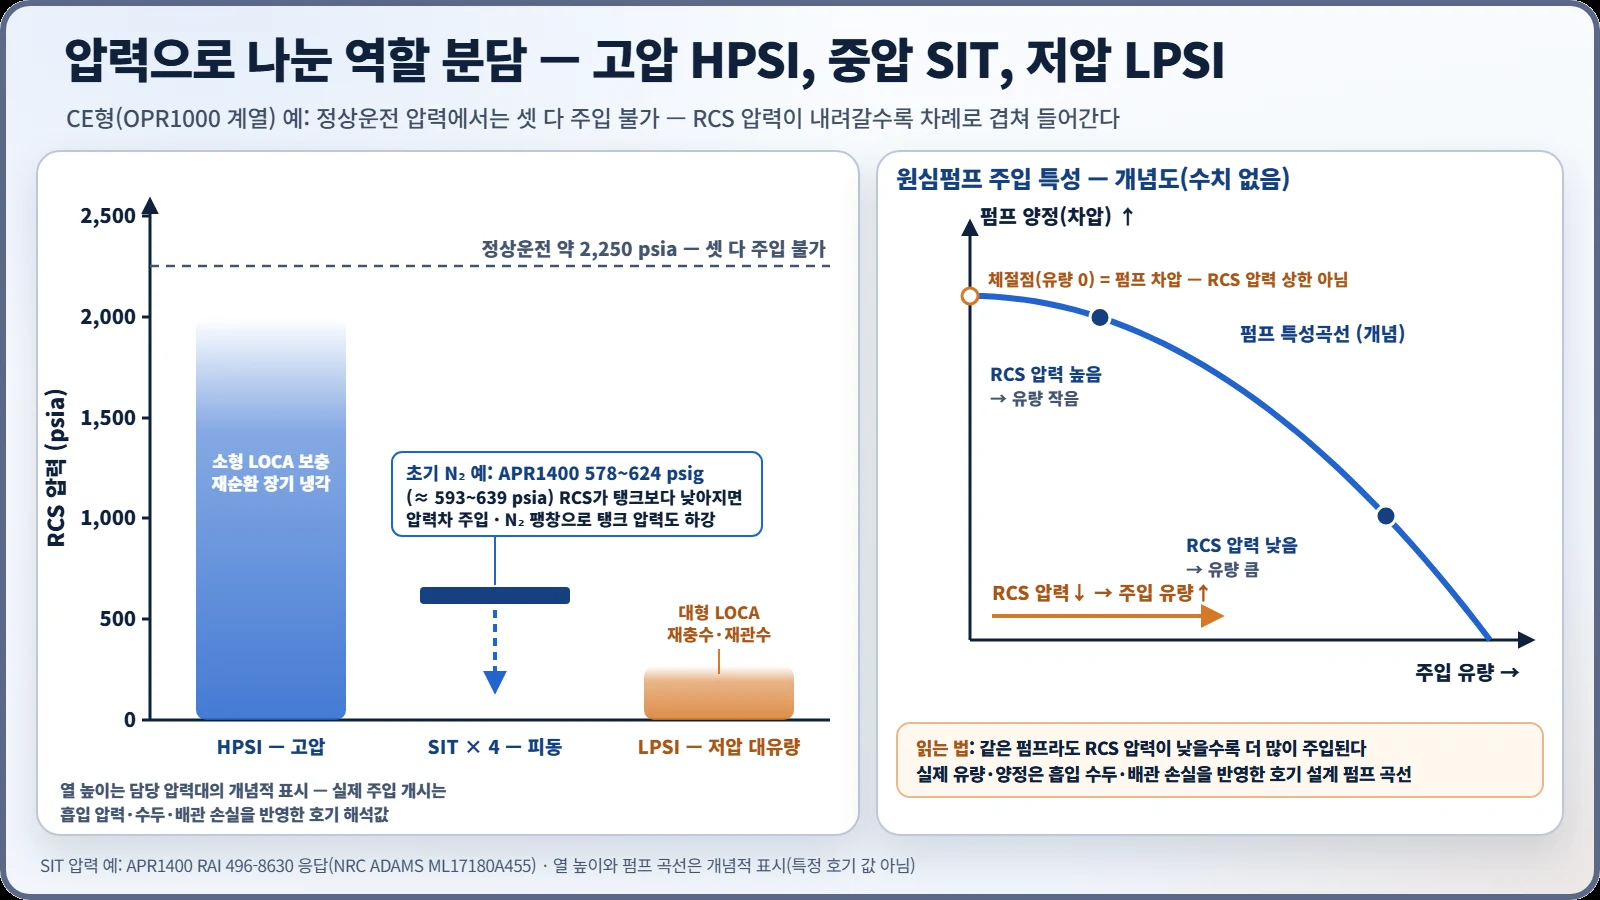 압력으로 나눈 역할 분담 — 고압 HPSI, 중압 SIT, 저압 LPSI
CE형(OPR1000 계열) 예: 정상운전 압력에서는 셋 다 주입 불가 — RCS 압력이 내려갈수록 차례로 겹쳐 들어간다
2,500
정상운전 약 2,250 psia — 셋 다 주입 불가
2,000
1,500
1,000
500
0
RCS 압력 (psia)
소형 LOCA 보충
재순환 장기 냉각
초기 N₂ 예: APR1400 578~624 psig
(≈ 593~639 psia) RCS가 탱크보다 낮아지면
압력차 주입 · N₂ 팽창으로 탱크 압력도 하강
대형 LOCA
재충수·재관수
HPSI — 고압
SIT × 4 — 피동
LPSI — 저압 대유량
열 높이는 담당 압력대의 개념적 표시 — 실제 주입 개시는
흡입 압력·수두·배관 손실을 반영한 호기 해석값
원심펌프 주입 특성 — 개념도(수치 없음)
펌프 양정(차압) ↑
체절점(유량 0) = 펌프 차압 — RCS 압력 상한 아님
펌프 특성곡선 (개념)
RCS 압력 높음
→ 유량 작음
RCS 압력 낮음
→ 유량 큼
RCS 압력↓ → 주입 유량↑
주입 유량 →
읽는 법: 같은 펌프라도 RCS 압력이 낮을수록 더 많이 주입된다
실제 유량·양정은 흡입 수두·배관 손실을 반영한 호기 설계 펌프 곡선
SIT 압력 예: APR1400 RAI 496-8630 응답(NRC ADAMS ML17180A455) · 열 높이와 펌프 곡선은 개념적 표시(특정 호기 값 아님)